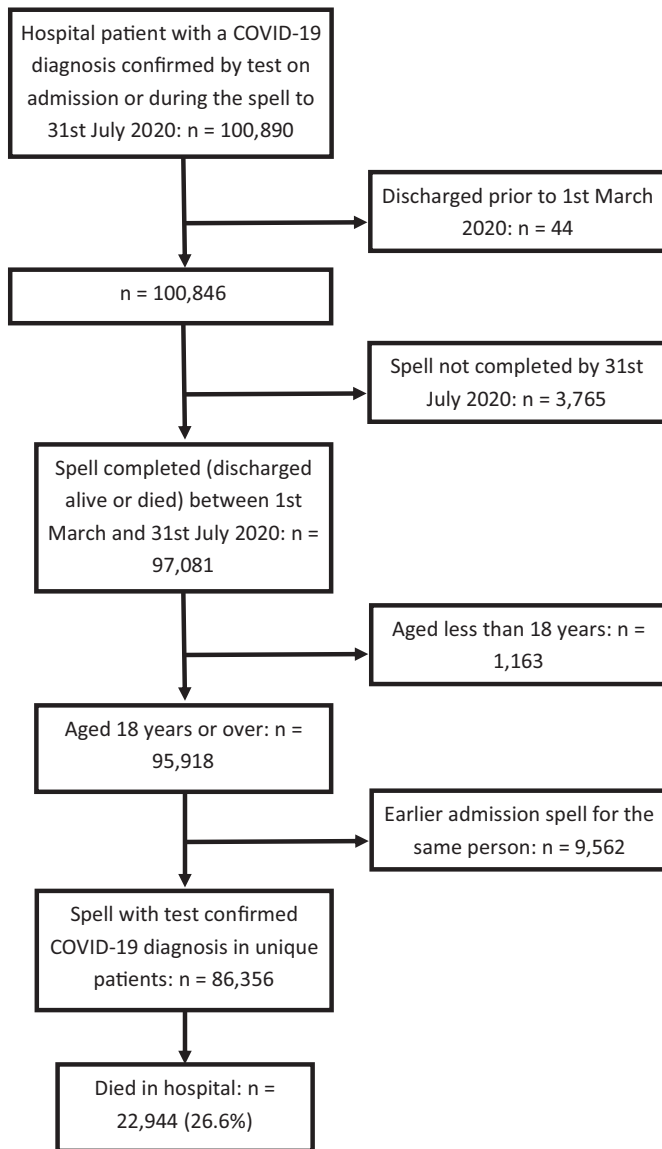 Hospital patient with a COVID-19
diagnosis confirmed by test on
admission or during the spell to
31st July 2020: n = 100,890
Discharged prior to 1st March
2020: n = 44
n = 100,846
Spell not completed by 31st
July 2020: n = 3,765
Spell completed (discharged
alive or died) between 1st
March and 31st July 2020: n =
97,081
Aged less than 18 years: n =
1,163
Aged 18 years or over: n =
95,918
Earlier admission spell for the
same person: n = 9,562
Spell with test confirmed
COVID-19 diagnosis in unique
patients: n = 86,356
Died in hospital: n =
22,944 (26.6%)